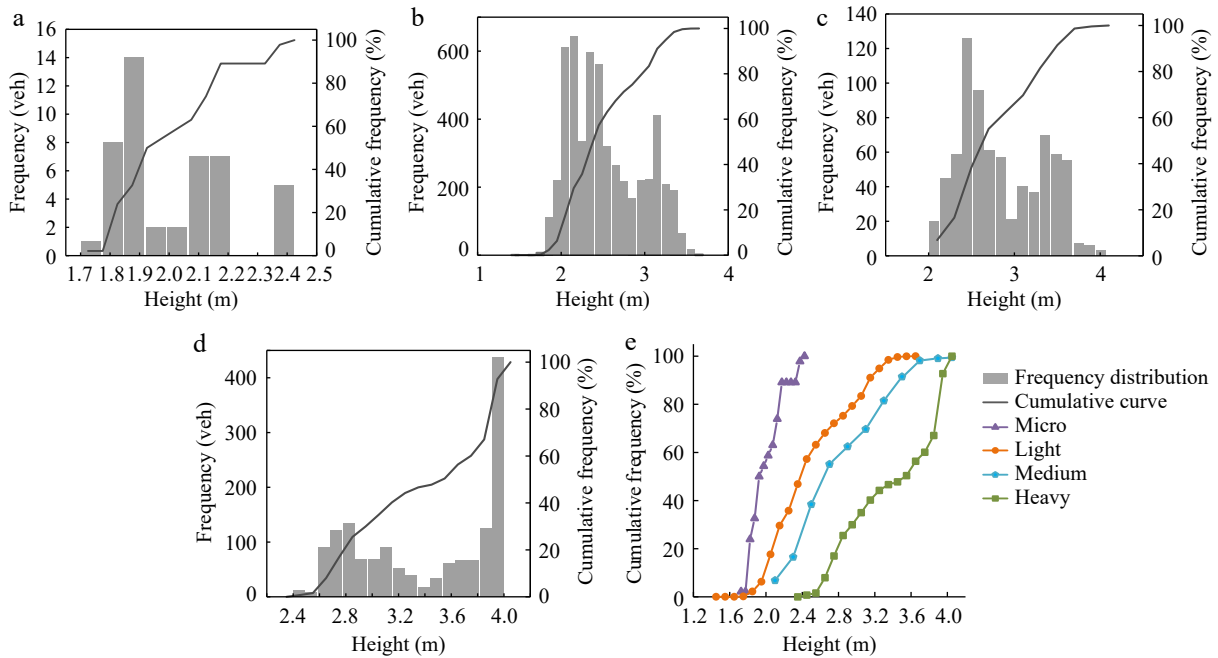 a
16
14
12
10
8
6
4
2
0
Frequency (veh)
100
80
60
40
20
0
Cumulative frequency (%)
1.7 1.8 1.9 2.0 2.1 2.2 2.3 2.4 2.5
Height (m)
b
600
400
200
0
Frequency (veh)
100
80
60
40
20
0
Cumulative frequency (%)
1 2 3 4
Height (m)
c
140
120
100
80
60
40
20
0
Frequency (veh)
100
80
60
40
20
0
Cumulative frequency (%)
2 3 4
Height (m)
d
400
300
200
100
0
Frequency (veh)
100
80
60
40
20
0
Cumulative frequency (%)
2.4 2.8 3.2 3.6 4.0
Height (m)
e
100
80
60
40
20
0
Cumulative frequency (%)
1.2 1.6 2.0 2.4 2.8 3.2 3.6 4.2
Height (m)
Frequency distribution
Cumulative curve
Micro
Light
Medium
Heavy